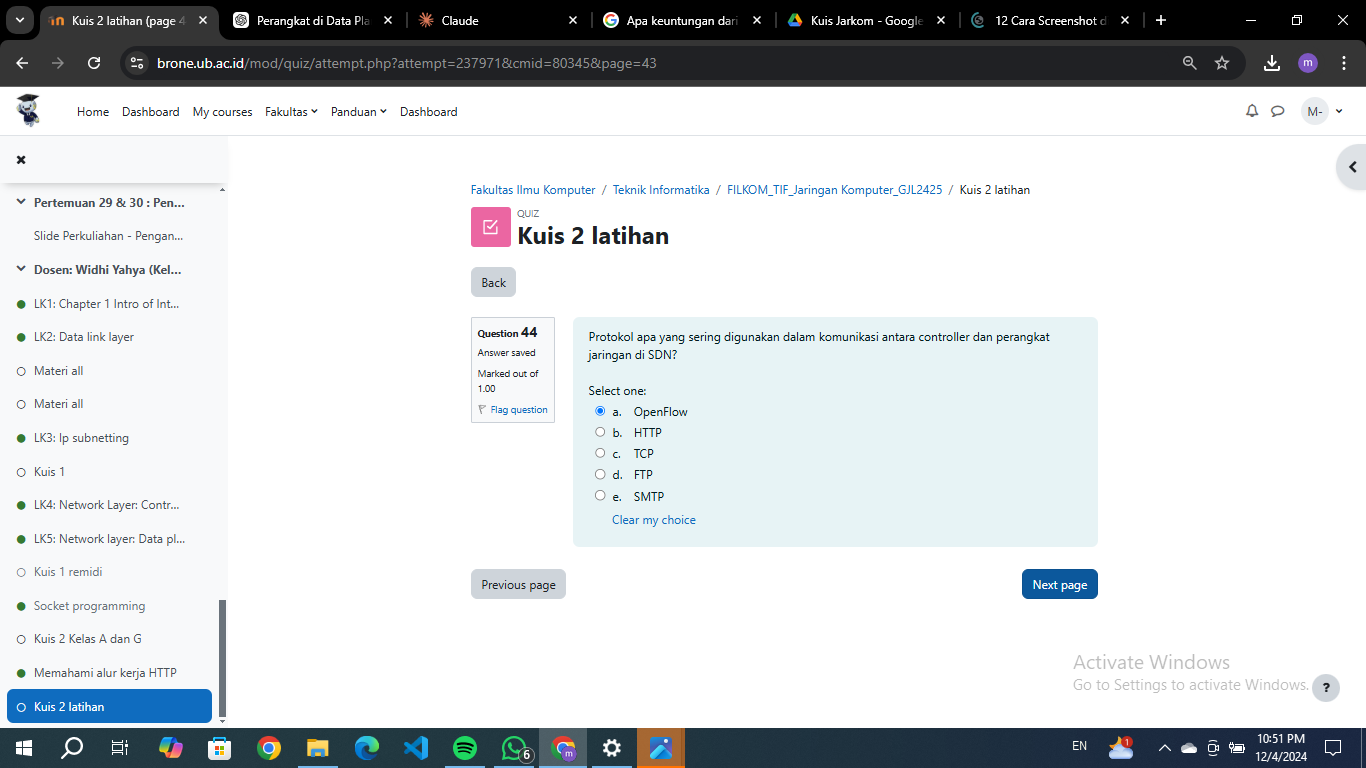 Kuis 2 latihan (page 4
Perangkat di Data Pla
Claude
Apa keuntungan dari
Kuis Jarkom - Google
12 Cara Screenshot d
brone.ub.ac.id/mod/quiz/attempt.php?attempt=237971&cmid=80345&page=43
m
Home
Dashboard
My courses
Fakultas
Panduan
Dashboard
M-
Pertemuan 29 & 30 : Pen...
Slide Perkuliahan - Pengan...
Dosen: Widhi Yahya (Kel...
LK1: Chapter 1 Intro of Int...
LK2: Data link layer
Materi all
Materi all
LK3: Ip subnetting
Kuis 1
LK4: Network Layer: Contr...
LK5: Network layer: Data pl...
Kuis 1 remidi
Socket programming
Kuis 2 Kelas A dan G
Memahami alur kerja HTTP
Kuis 2 latihan
Fakultas Ilmu Komputer / Teknik Informatika / FILKOM_TIF_Jaringan Komputer_GJL2425 / Kuis 2 latihan
QUIZ
Kuis 2 latihan
Back
Question 44
Answer saved
Marked out of
1.00
Flag question
Protokol apa yang sering digunakan dalam komunikasi antara controller dan perangkat
jaringan di SDN?
Select one:
a. OpenFlow
b. HTTP
c. TCP
d. FTP
e. SMTP
Clear my choice
Previous page
Next page
Activate Windows
Go to Settings to activate Windows.
?
6
m
EN
1
10:51 PM
12/4/2024